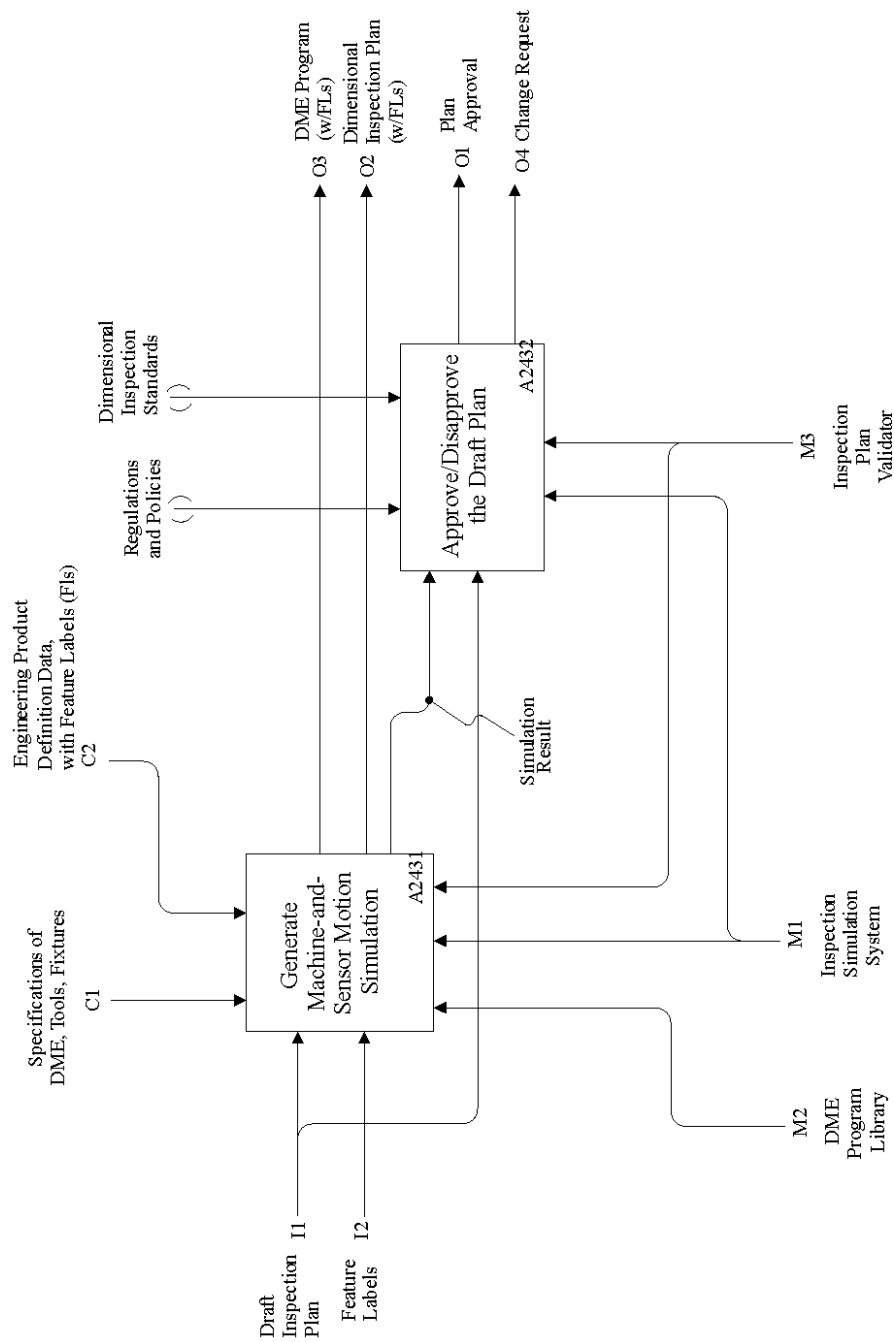 Specifications of
DME, Tools, Fixtures
C1
Engineering Product
Definition Data,
with Feature Labels (Fls)
C2
Regulations
and Policies
Dimensional
Inspection
Standards
Draft
Inspection
Plan
I1
Feature
Labels
I2
Generate
Machine-and-
Sensor Motion
Simulation
A2431
DME Program
(w/FLs)
O3
Dimensional
Inspection Plan
(w/FLs)
O2
Simulation
Result
Approve/Disapprove
the Draft Plan
A2432
Plan
Approval
O1
O4 Change Request
M2
DME
Program
Library
M1
Inspection
Simulation
System
M3
Inspection
Plan
Validator